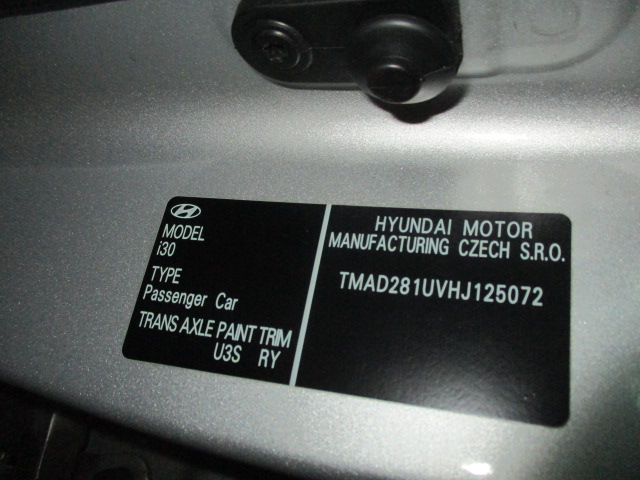 MODEL
i30
TYPE
Passenger Car
TRANS AXLE PAINT TRIM
U3S RY
HYUNDAI MOTOR
MANUFACTURING CZECH S.R.O.
TMAD281UVHJ125072